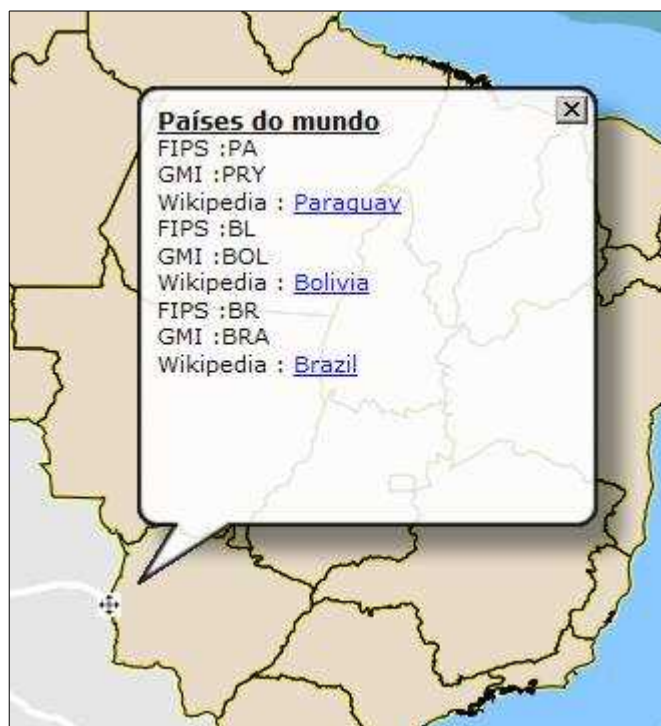 Países do mundo
FIPS :PA
GMI :PRY
Wikipedia : Paraguay
FIPS :BL
GMI :BOL
Wikipedia : Bolivia
FIPS :BR
GMI :BRA
Wikipedia : Brazil